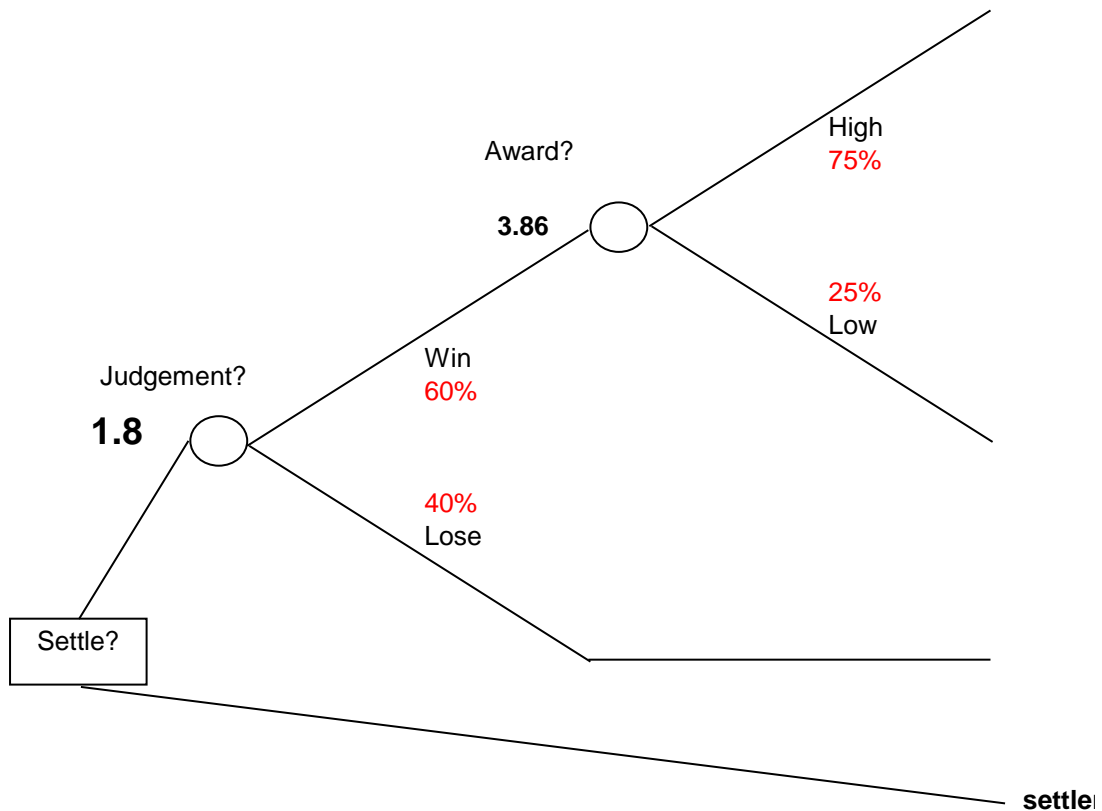 High
75%
Award?
3.86
25%
Low
Win
60%
Judgement?
1.8
40%
Lose
Settle?